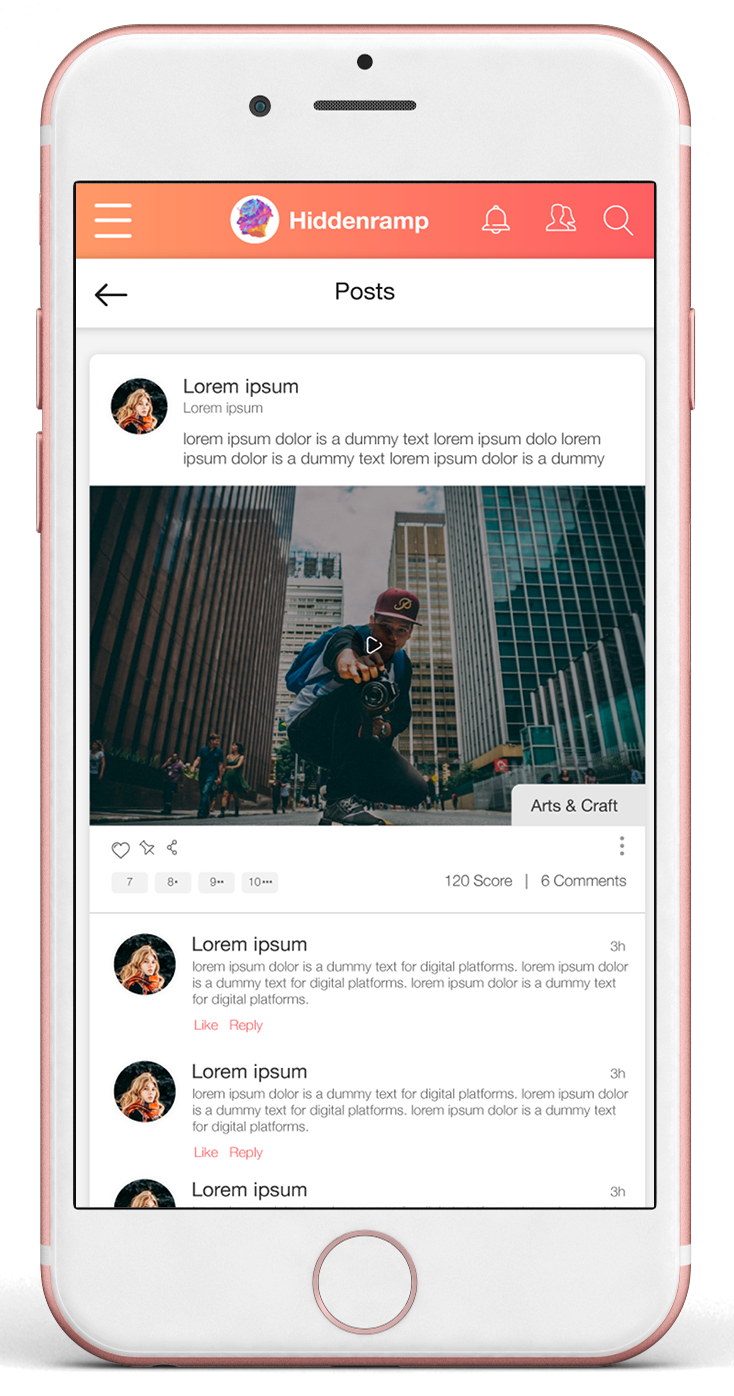 Hiddenramp
Posts
Lorem ipsum
Lorem ipsum
lorem ipsum dolor is a dummy text lorem ipsum dolo lorem
ipsum dolor is a dummy text lorem ipsum dolor is a dummy
Arts & Craft
7 8• 9•• 10••• 120 Score | 6 Comments
Lorem ipsum 3h
lorem ipsum dolor is a dummy text for digital platforms. lorem ipsum dolor
is a dummy text for digital platforms. lorem ipsum dolor is a dummy text
for digital platforms.
Like Reply
Lorem ipsum 3h
lorem ipsum dolor is a dummy text for digital platforms. lorem ipsum dolor
is a dummy text for digital platforms. lorem ipsum dolor is a dummy text
for digital platforms.
Like Reply
Lorem ipsum 3h